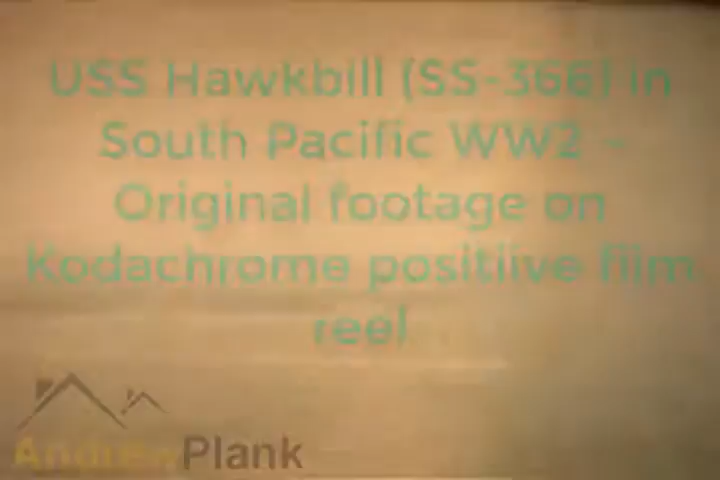 USS Hawkbill (SS-366) in
South Pacific WW2 -
Original footage on
Kodachrome positiive film
reel
AndrewPlank